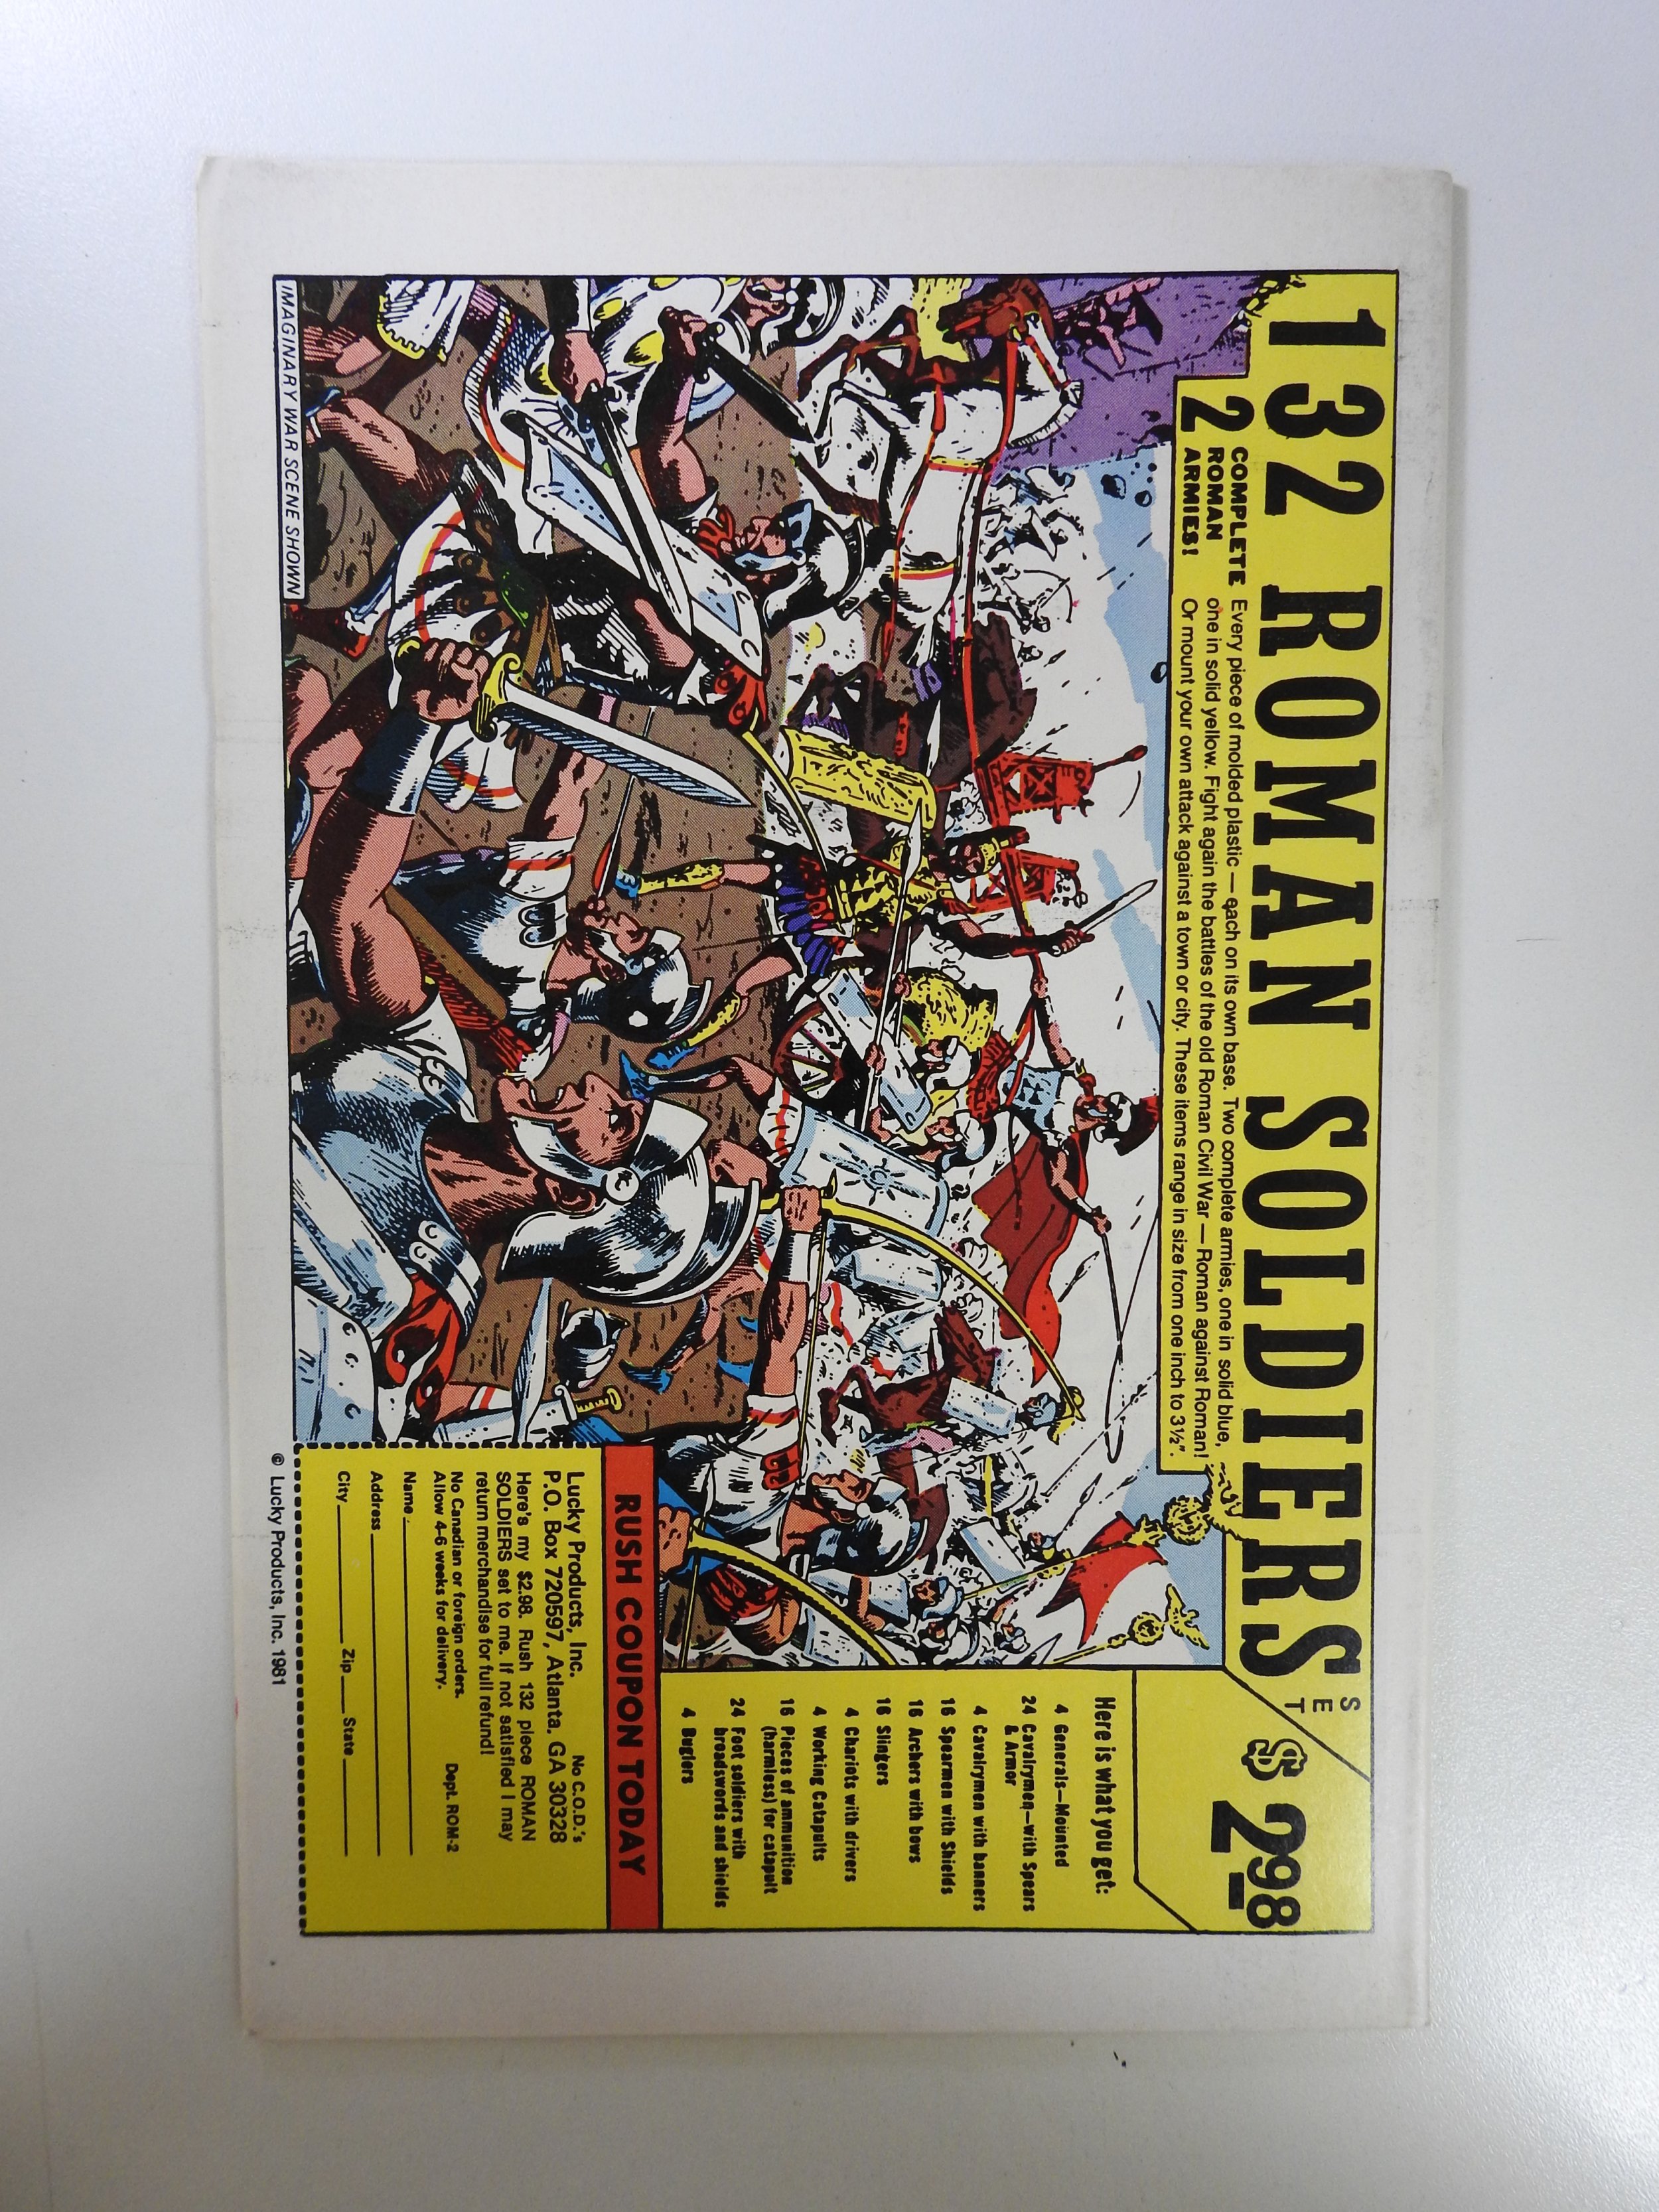 132 ROMAN SOLDIERS
SET
$2.98
2 COMPLETE
ROMAN
ARMIES!
Every piece of molded plastic — each on its own base. Two complete armies, one in solid blue,
one in solid yellow. Fight again the battles of the old Roman Civil War — Roman against Roman!
Or mount your own attack against a town or city. These items range in size from one inch to 3½".
Here is what you get:
4 Generals—Mounted
24 Cavalrymen—with Spears
& Armor
4 Cavalrymen with banners
16 Spearmen with Shields
16 Archers with bows
16 Slingers
4 Chariots with drivers
4 Working Catapults
16 Pieces of ammunition
(harmless) for catapult
24 Foot soldiers with
broadswords and shields
4 Buglers
RUSH COUPON TODAY
Lucky Products, Inc. No C.O.D.'s
P.O. Box 720597, Atlanta, GA 30328
Here's my $2.98. Rush 132 piece ROMAN
SOLDIERS set to me. If not satisfied I may
return merchandise for full refund!
No Canadian or foreign orders. Dept. ROM-2
Allow 4-6 weeks for delivery.
Name
Address
City Zip State
IMAGINARY WAR SCENE SHOWN
© Lucky Products, Inc. 1981